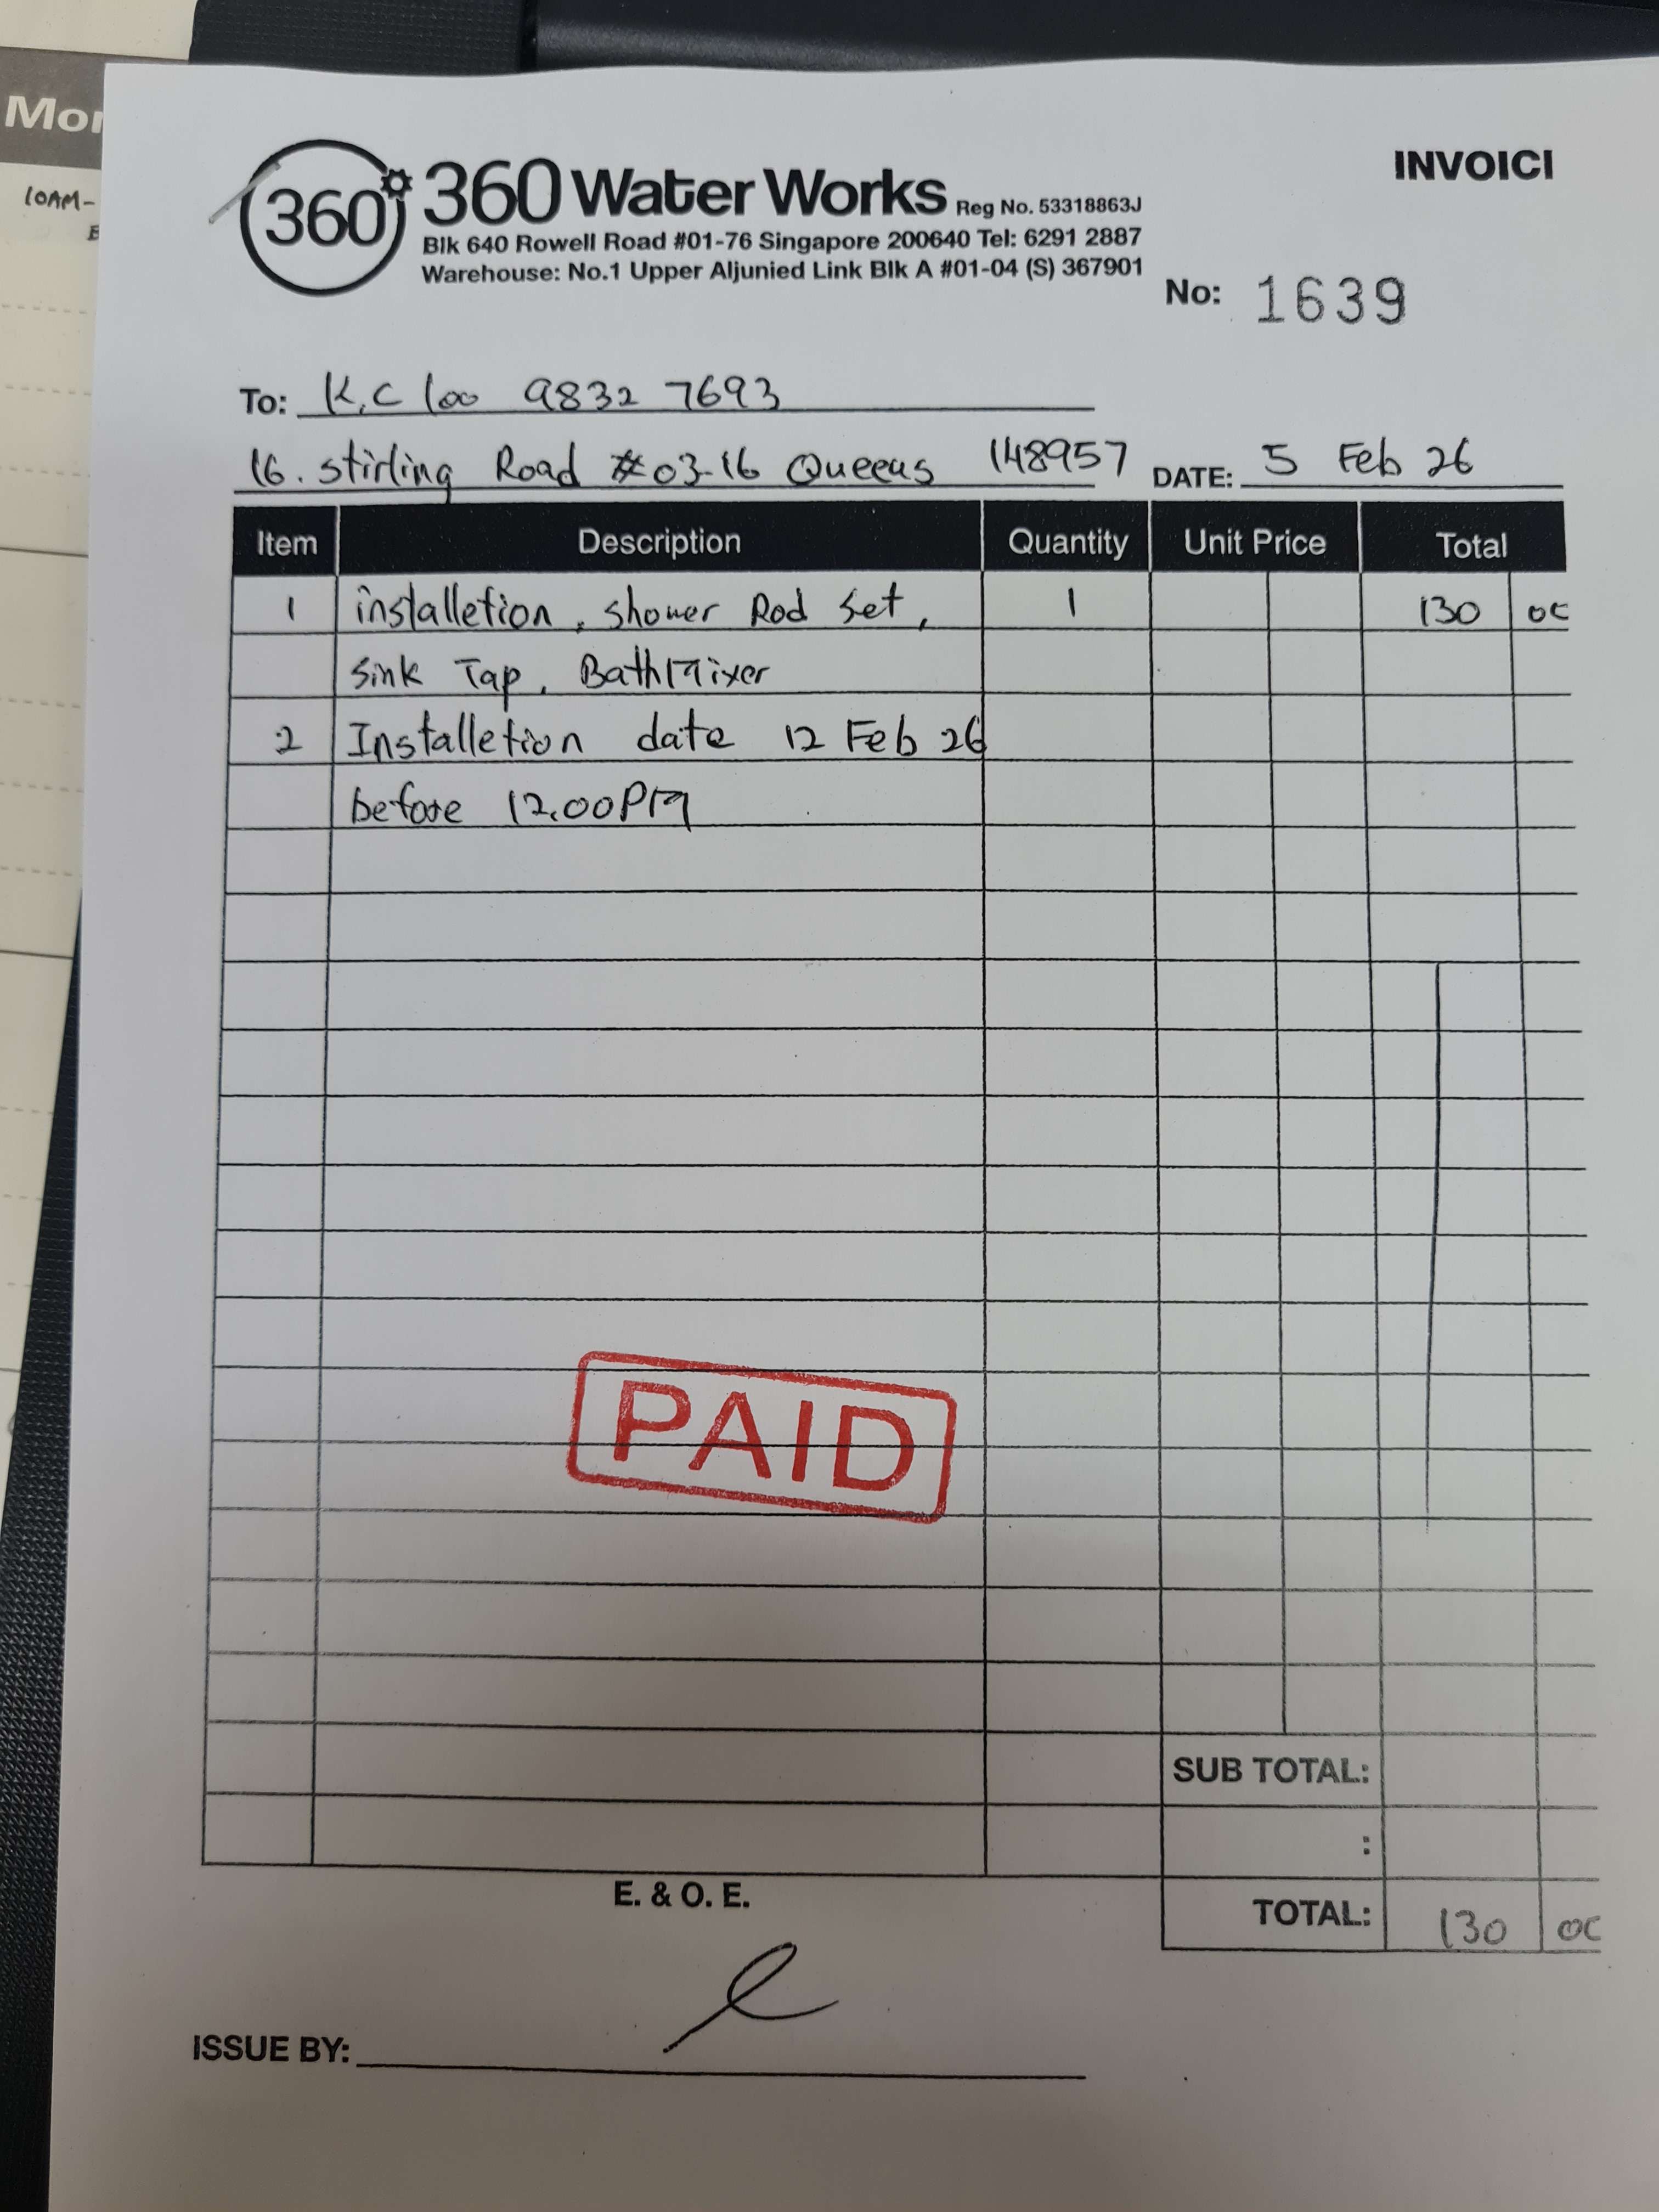 Mon
10AM-
INVOICI
360°
360 Water Works Reg No. 53318863J
Blk 640 Rowell Road #01-76 Singapore 200640 Tel: 6291 2887
Warehouse: No.1 Upper Aljunied Link Blk A #01-04 (S) 367901
No: 1639
To: K.C loo 9832 7693
16. stirling Road #03-16 Queens 148957 DATE: 5 Feb 26
Item Description Quantity Unit Price Total
1 installetion, shower Rod set, 1 130 00
sink Tap, BathMixer
2 Installetion date 12 Feb 26
before 12.00PM
PAID
SUB TOTAL:
:
E. & O. E.
TOTAL: 130 00
ISSUE BY: